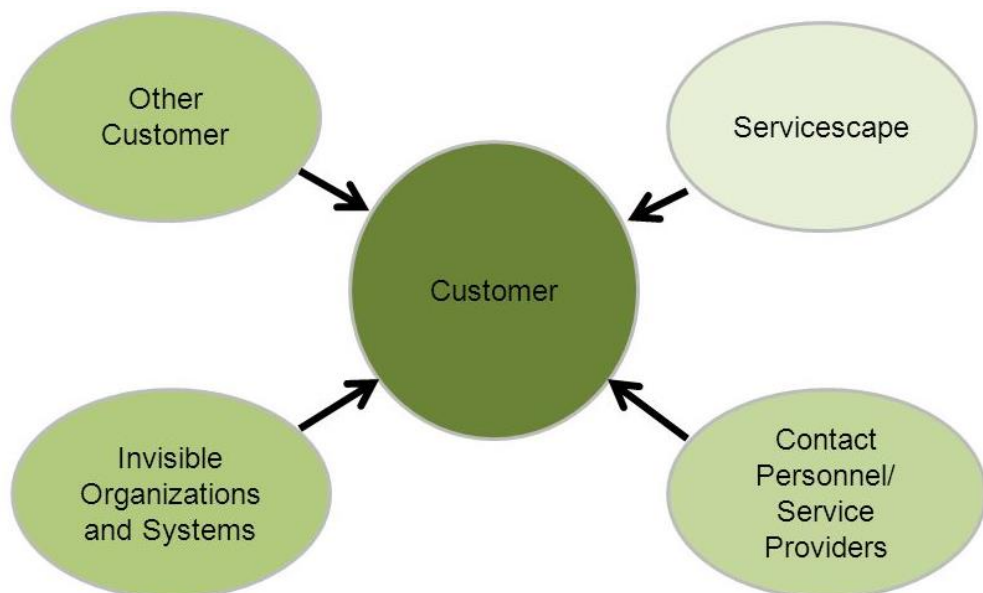 Other
Customer
Servicescape
Customer
Invisible
Organizations
and Systems
Contact
Personnel/
Service
Providers